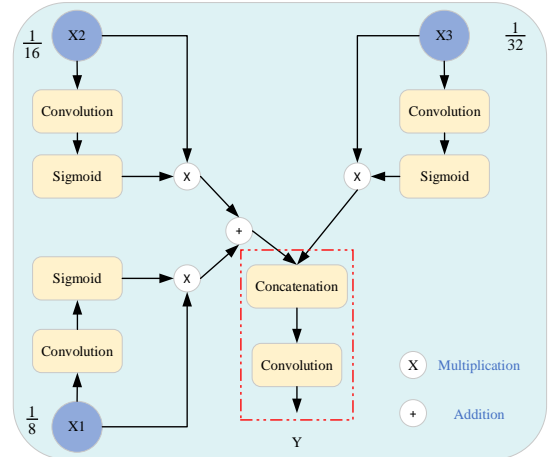 1/16
X2
X3
1/32
Convolution
Convolution
Sigmoid
X
X
Sigmoid
+
Sigmoid
X
Concatenation
Convolution
Convolution
X Multiplication
1/8
X1
+ Addition
Y